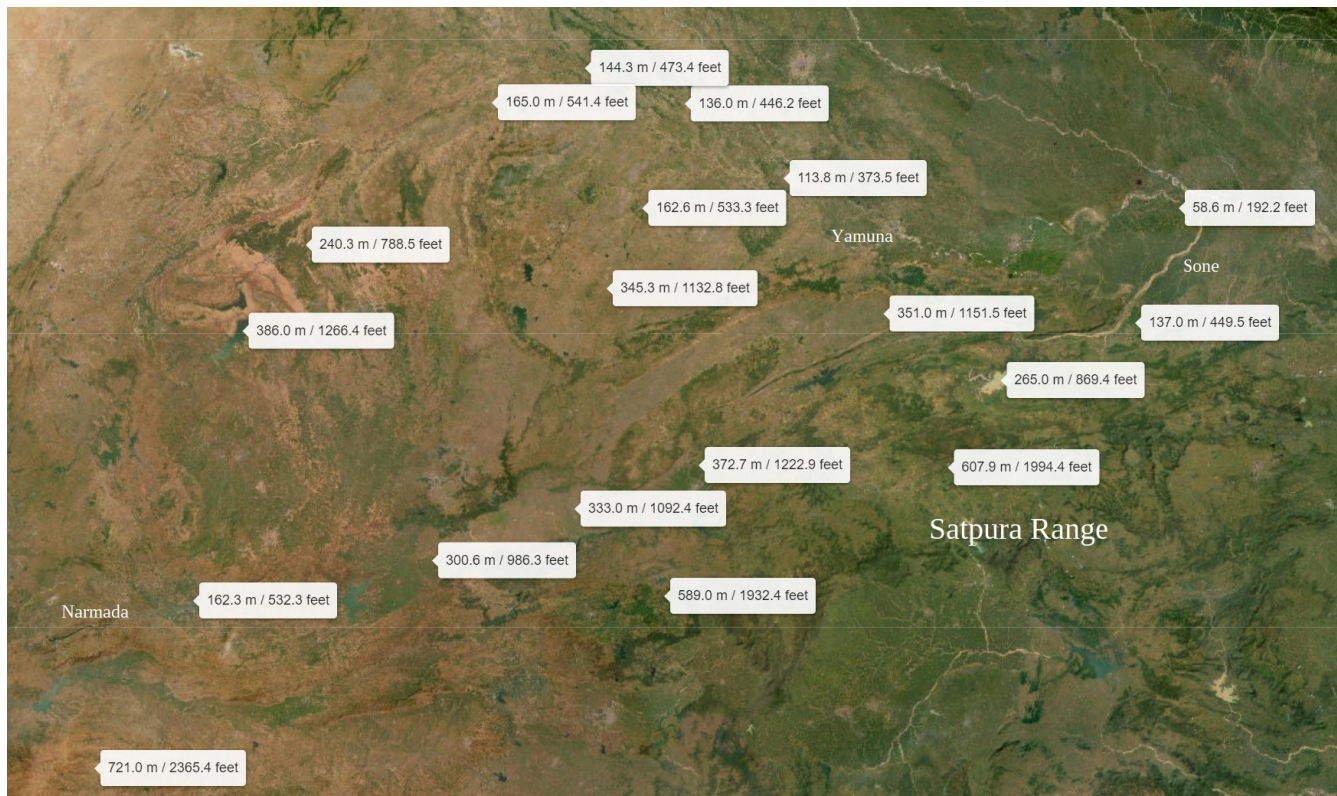 144.3 m / 473.4 feet
165.0 m / 541.4 feet
136.0 m / 446.2 feet
113.8 m / 373.5 feet
162.6 m / 533.3 feet
58.6 m / 192.2 feet
Yamuna
240.3 m / 788.5 feet
Sone
345.3 m / 1132.8 feet
351.0 m / 1151.5 feet
137.0 m / 449.5 feet
386.0 m / 1266.4 feet
265.0 m / 869.4 feet
372.7 m / 1222.9 feet
607.9 m / 1994.4 feet
333.0 m / 1092.4 feet
Satpura Range
300.6 m / 986.3 feet
589.0 m / 1932.4 feet
162.3 m / 532.3 feet
Narmada
721.0 m / 2365.4 feet